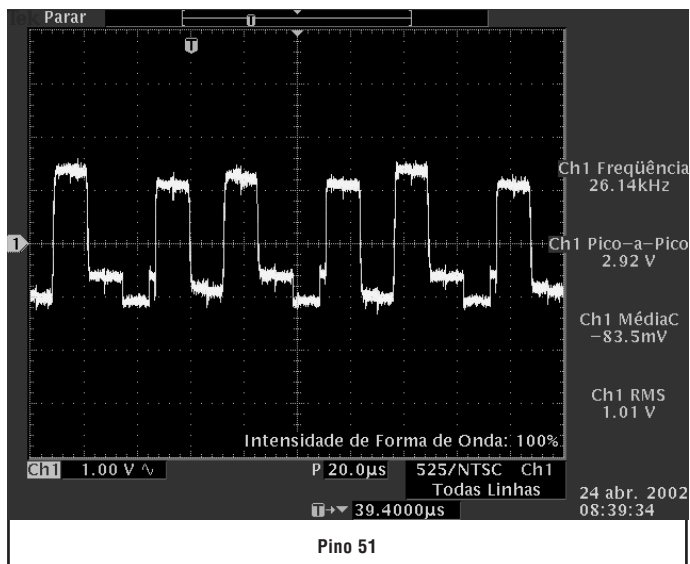 Tek Parar
Ch1 Freqüência
26.14kHz
1
Ch1 Pico-a-Pico
2.92 V
Ch1 MédiaC
-83.5mV
Ch1 RMS
1.01 V
Intensidade de Forma de Onda: 100%
Ch1 1.00 V P 20.0µs 525/NTSC Ch1
Todas Linhas
T 39.4000µs
24 abr. 2002
08:39:34
Pino 51